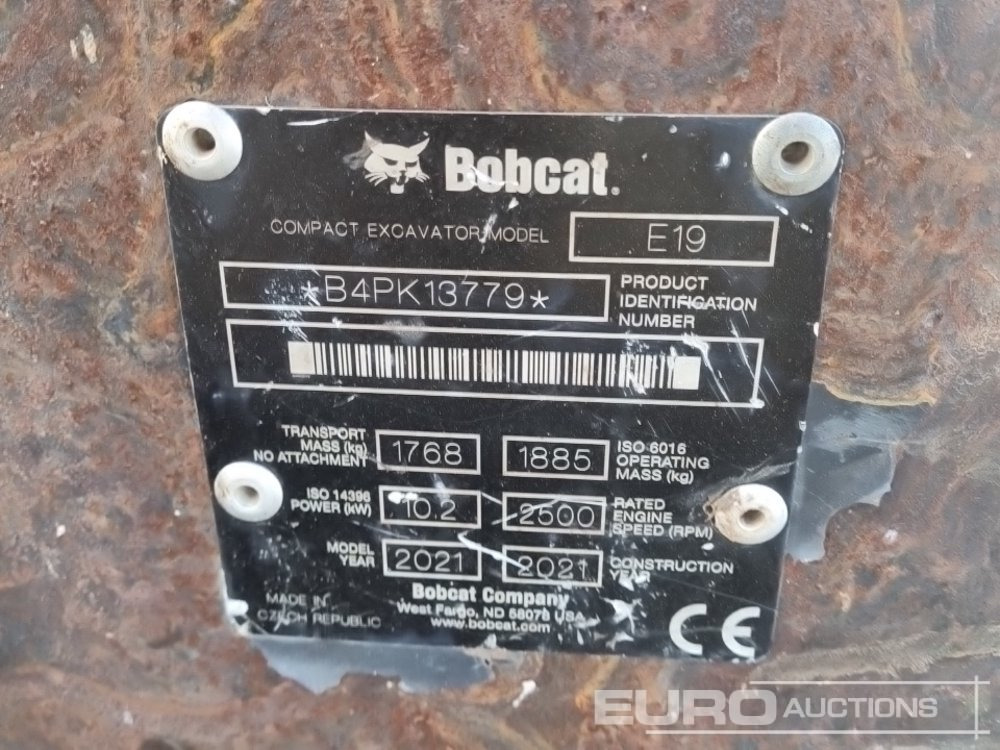 Bobcat.
COMPACT EXCAVATOR MODEL E19
*B4PK13779*
PRODUCT
IDENTIFICATION
NUMBER
TRANSPORT
MASS (kg)
NO ATTACHMENT
1768
1885
ISO 6016
OPERATING
MASS (kg)
ISO 14396
POWER (kW)
10.2
2500
RATED
ENGINE
SPEED (RPM)
MODEL
YEAR
2021
2021
CONSTRUCTION
YEAR
MADE IN
CZECH REPUBLIC
Bobcat Company
West Fargo, ND 58078 USA
www.bobcat.com
CE
EURO AUCTIONS